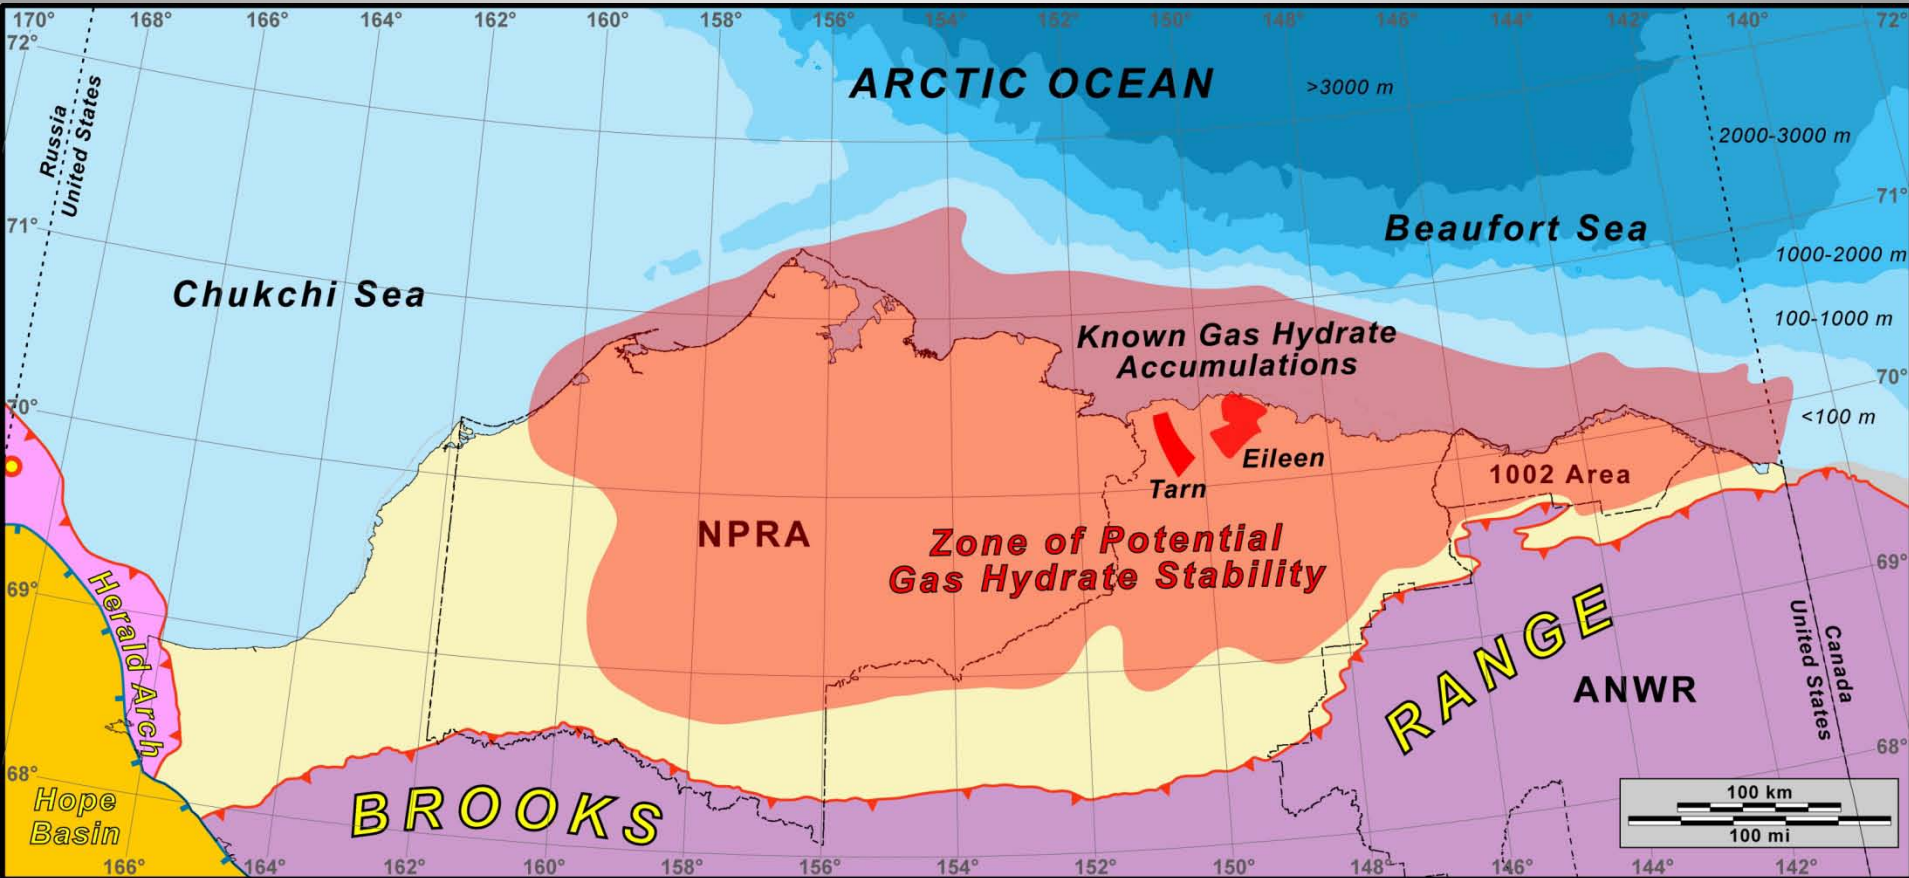 170°
168°
166°
164°
162°
160°
158°
156°
154°
152°
150°
148°
146°
144°
142°
140°
72°
72°
ARCTIC OCEAN
>3000 m
Russia
United States
2000-3000 m
71°
71°
Beaufort Sea
1000-2000 m
Chukchi Sea
100-1000 m
Known Gas Hydrate
Accumulations
70°
70°
<100 m
Eileen
Tarn
1002 Area
NPRA
Zone of Potential
Gas Hydrate Stability
69°
69°
Herald Arch
BROOKS
RANGE
ANWR
Canada
United States
68°
68°
Hope
Basin
100 km
100 mi
166°
164°
162°
160°
158°
156°
154°
152°
150°
148°
146°
144°
142°